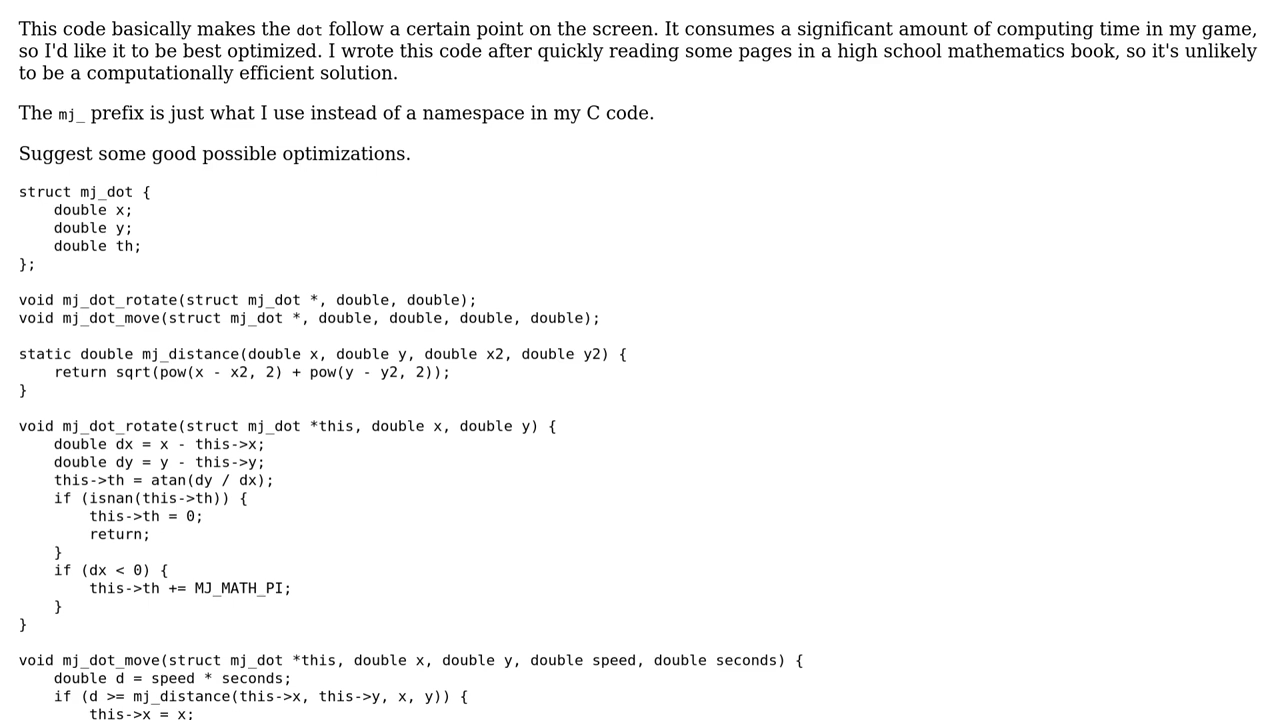 This code basically makes the dot follow a certain point on the screen. It consumes a significant amount of computing time in my game,
so I'd like it to be best optimized. I wrote this code after quickly reading some pages in a high school mathematics book, so it's unlikely
to be a computationally efficient solution.
The mj_ prefix is just what I use instead of a namespace in my C code.
Suggest some good possible optimizations.
struct mj_dot {
    double x;
    double y;
    double th;
};
void mj_dot_rotate(struct mj_dot *, double, double);
void mj_dot_move(struct mj_dot *, double, double, double, double);
static double mj_distance(double x, double y, double x2, double y2) {
    return sqrt(pow(x - x2, 2) + pow(y - y2, 2));
}
void mj_dot_rotate(struct mj_dot *this, double x, double y) {
    double dx = x - this->x;
    double dy = y - this->y;
    this->th = atan(dy / dx);
    if (isnan(this->th)) {
        this->th = 0;
        return;
    }
    if (dx < 0) {
        this->th += MJ_MATH_PI;
    }
}
void mj_dot_move(struct mj_dot *this, double x, double y, double speed, double seconds) {
    double d = speed * seconds;
    if (d >= mj_distance(this->x, this->y, x, y)) {
        this->x = x;